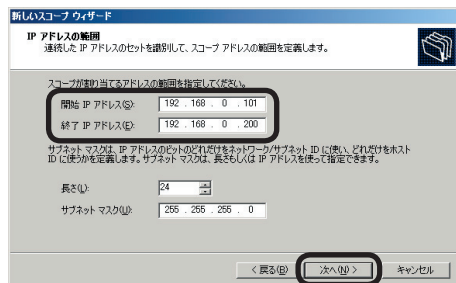 新しいスコープ ウィザード
IP アドレスの範囲
連続した IP アドレスのセットを識別して、スコープ アドレスの範囲を定義します。
スコープが割り当てるアドレスの範囲を指定してください。
開始 IP アドレス(S): 192 . 168 . 0 . 101
終了 IP アドレス(E): 192 . 168 . 0 . 200
サブネット マスクは、IP アドレスのビットのどれだけをネットワーク/サブネット ID に使い、どれだけをホスト
ID に使うかを定義します。サブネット マスクは、長さもしくは IP アドレスを使って指定できます。
長さ(L): 24
サブネット マスク(U): 255 . 255 . 255 . 0
< 戻る(B) 次へ(N) > キャンセル